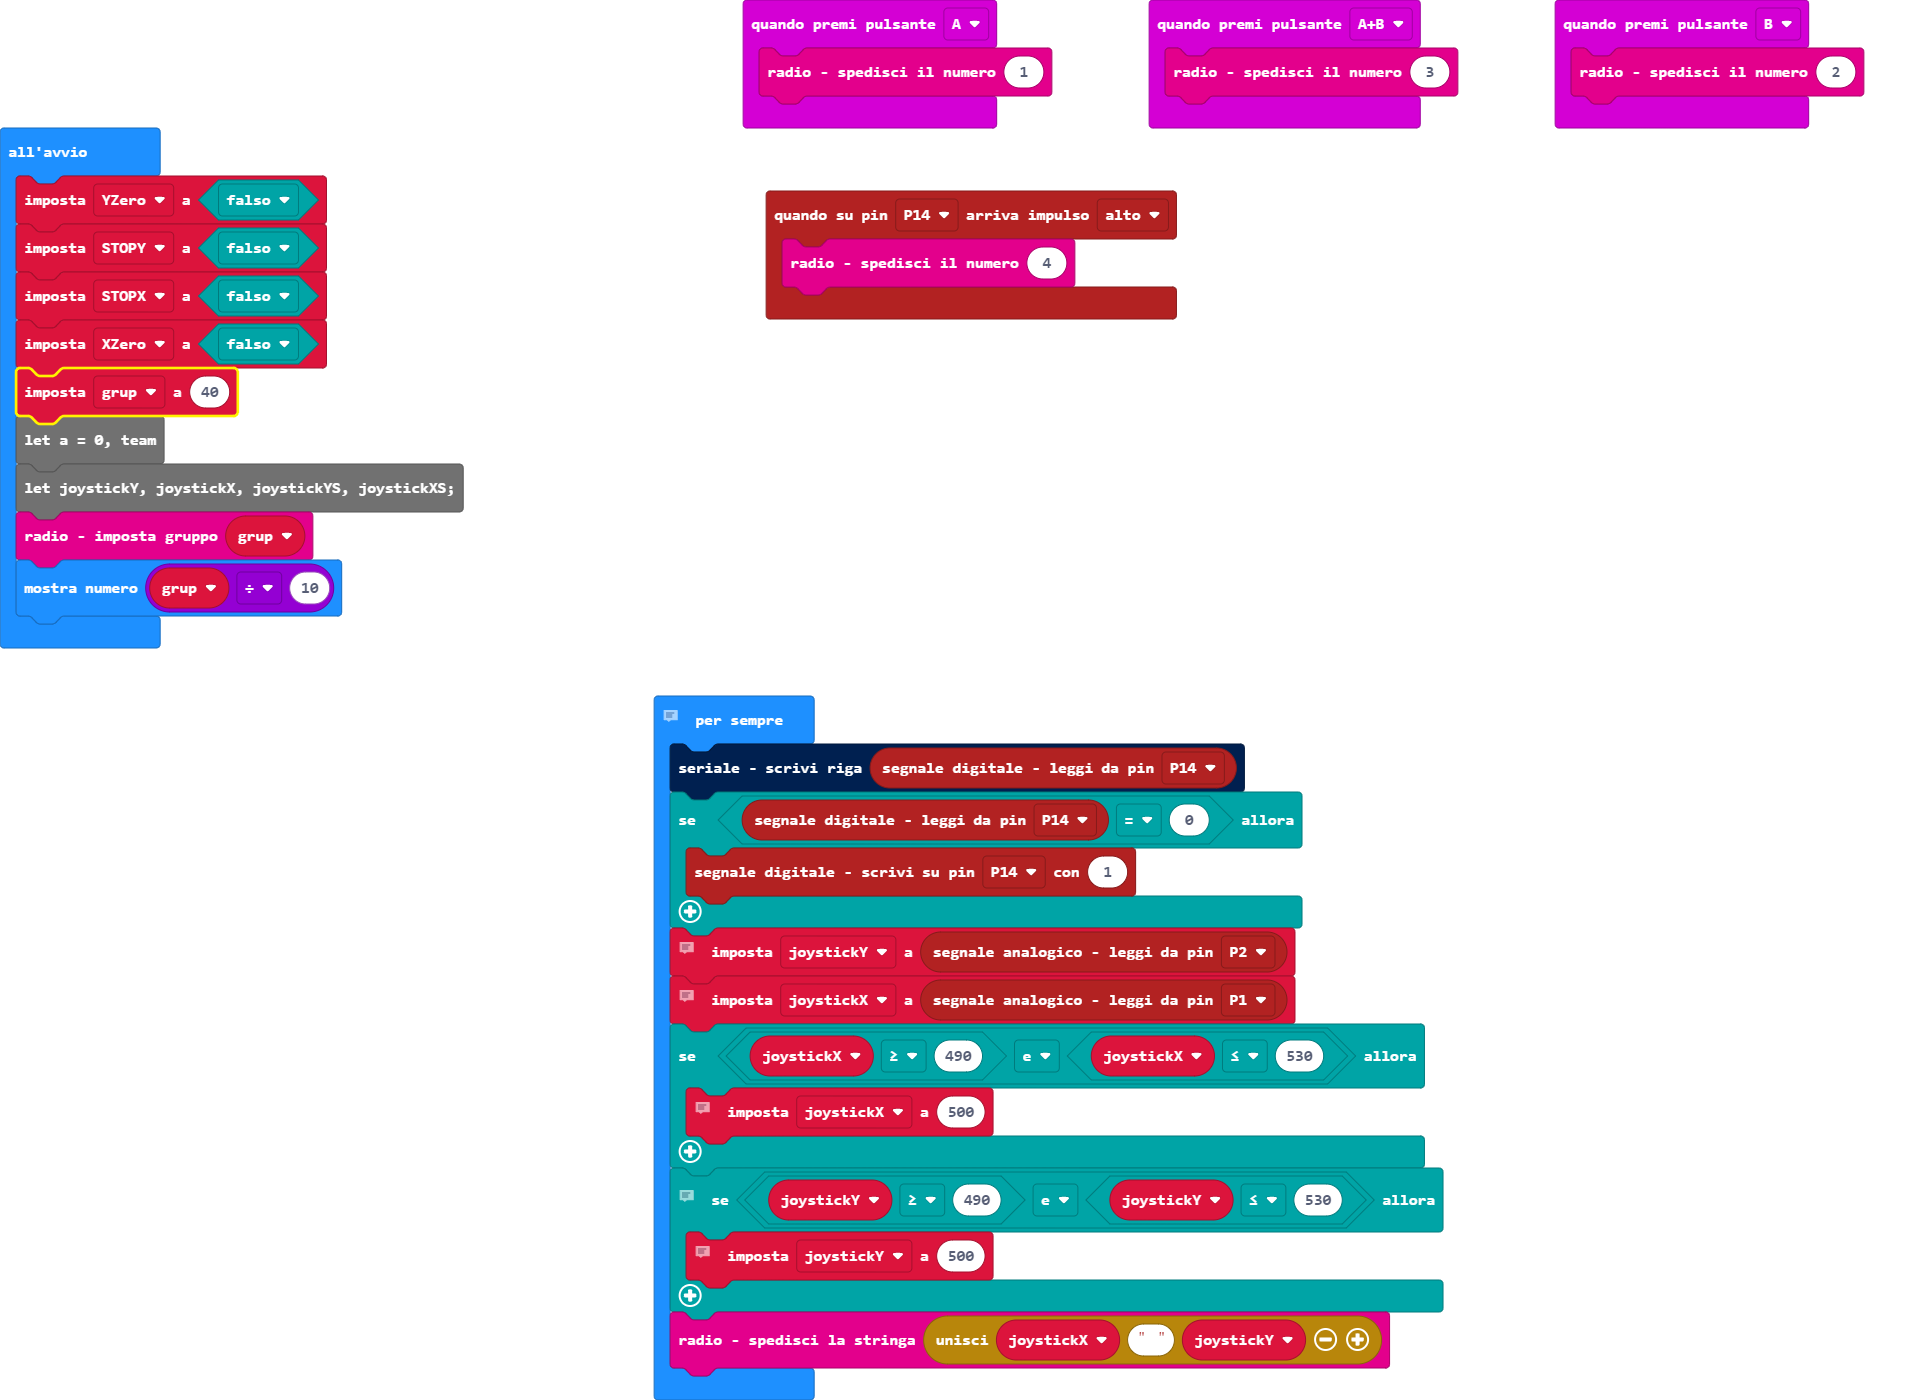 quando premi pulsante A
radio - spedisci il numero 1
quando premi pulsante A+B
radio - spedisci il numero 3
quando premi pulsante B
radio - spedisci il numero 2
all'avvio
imposta YZero a falso
imposta STOPY a falso
imposta STOPX a falso
imposta XZero a falso
imposta grup a 40
let a = 0, team
let joystickY, joystickX, joystickYS, joystickXS;
radio - imposta gruppo grup
mostra numero grup ÷ 10
quando su pin P14 arriva impulso alto
radio - spedisci il numero 4
per sempre
seriale - scrivi riga segnale digitale - leggi da pin P14
se segnale digitale - leggi da pin P14 = 0 allora
segnale digitale - scrivi su pin P14 con 1
imposta joystickY a segnale analogico - leggi da pin P2
imposta joystickX a segnale analogico - leggi da pin P1
se joystickX ≥ 490 e joystickX ≤ 530 allora
imposta joystickX a 500
se joystickY ≥ 490 e joystickY ≤ 530 allora
imposta joystickY a 500
radio - spedisci la stringa unisci joystickX " " joystickY